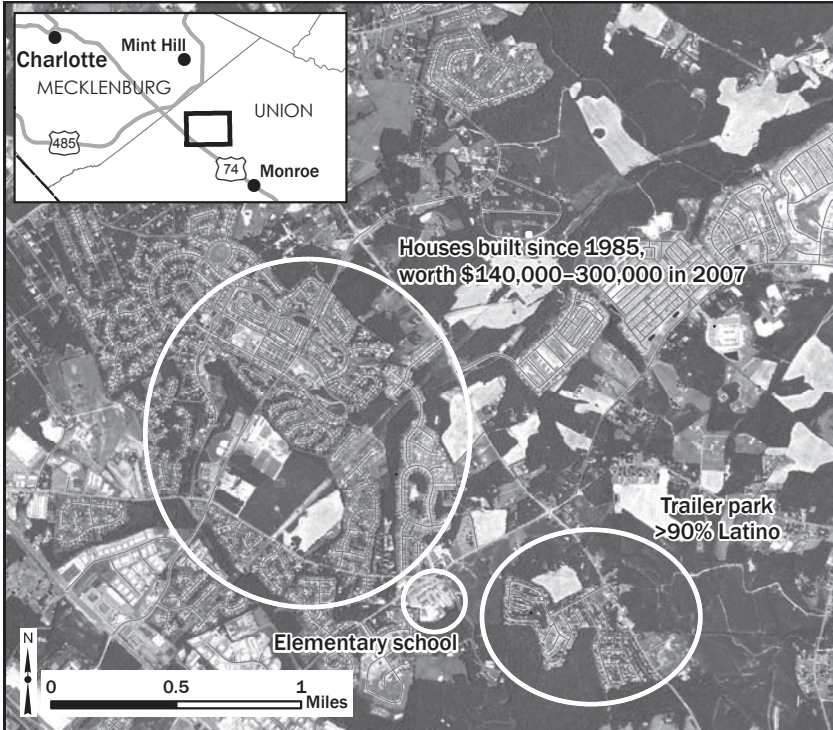 Charlotte
Mint Hill
MECKLENBURG
UNION
485
74
Monroe
Houses built since 1985,
worth $140,000–300,000 in 2007
Trailer park
>90% Latino
Elementary school
N
0 0.5 1
Miles